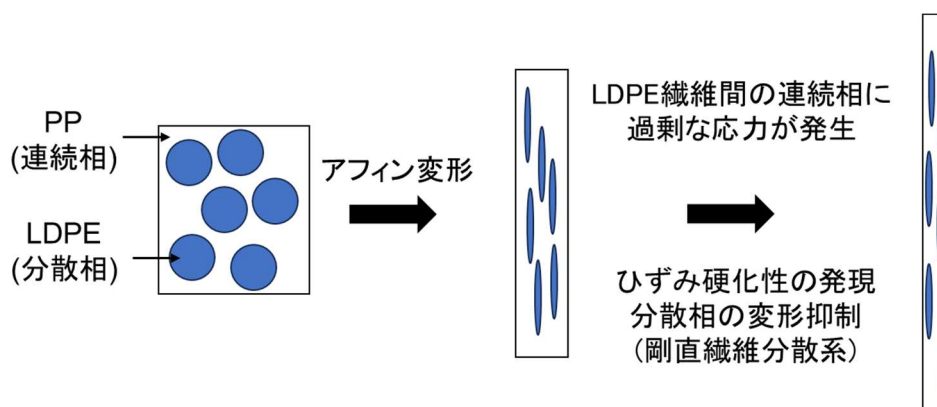 PP
(連続相)
LDPE
(分散相)
アフィン変形
LDPE繊維間の連続相に
過剰な応力が発生
ひずみ硬化性の発現
分散相の変形抑制
(剛直繊維分散系)